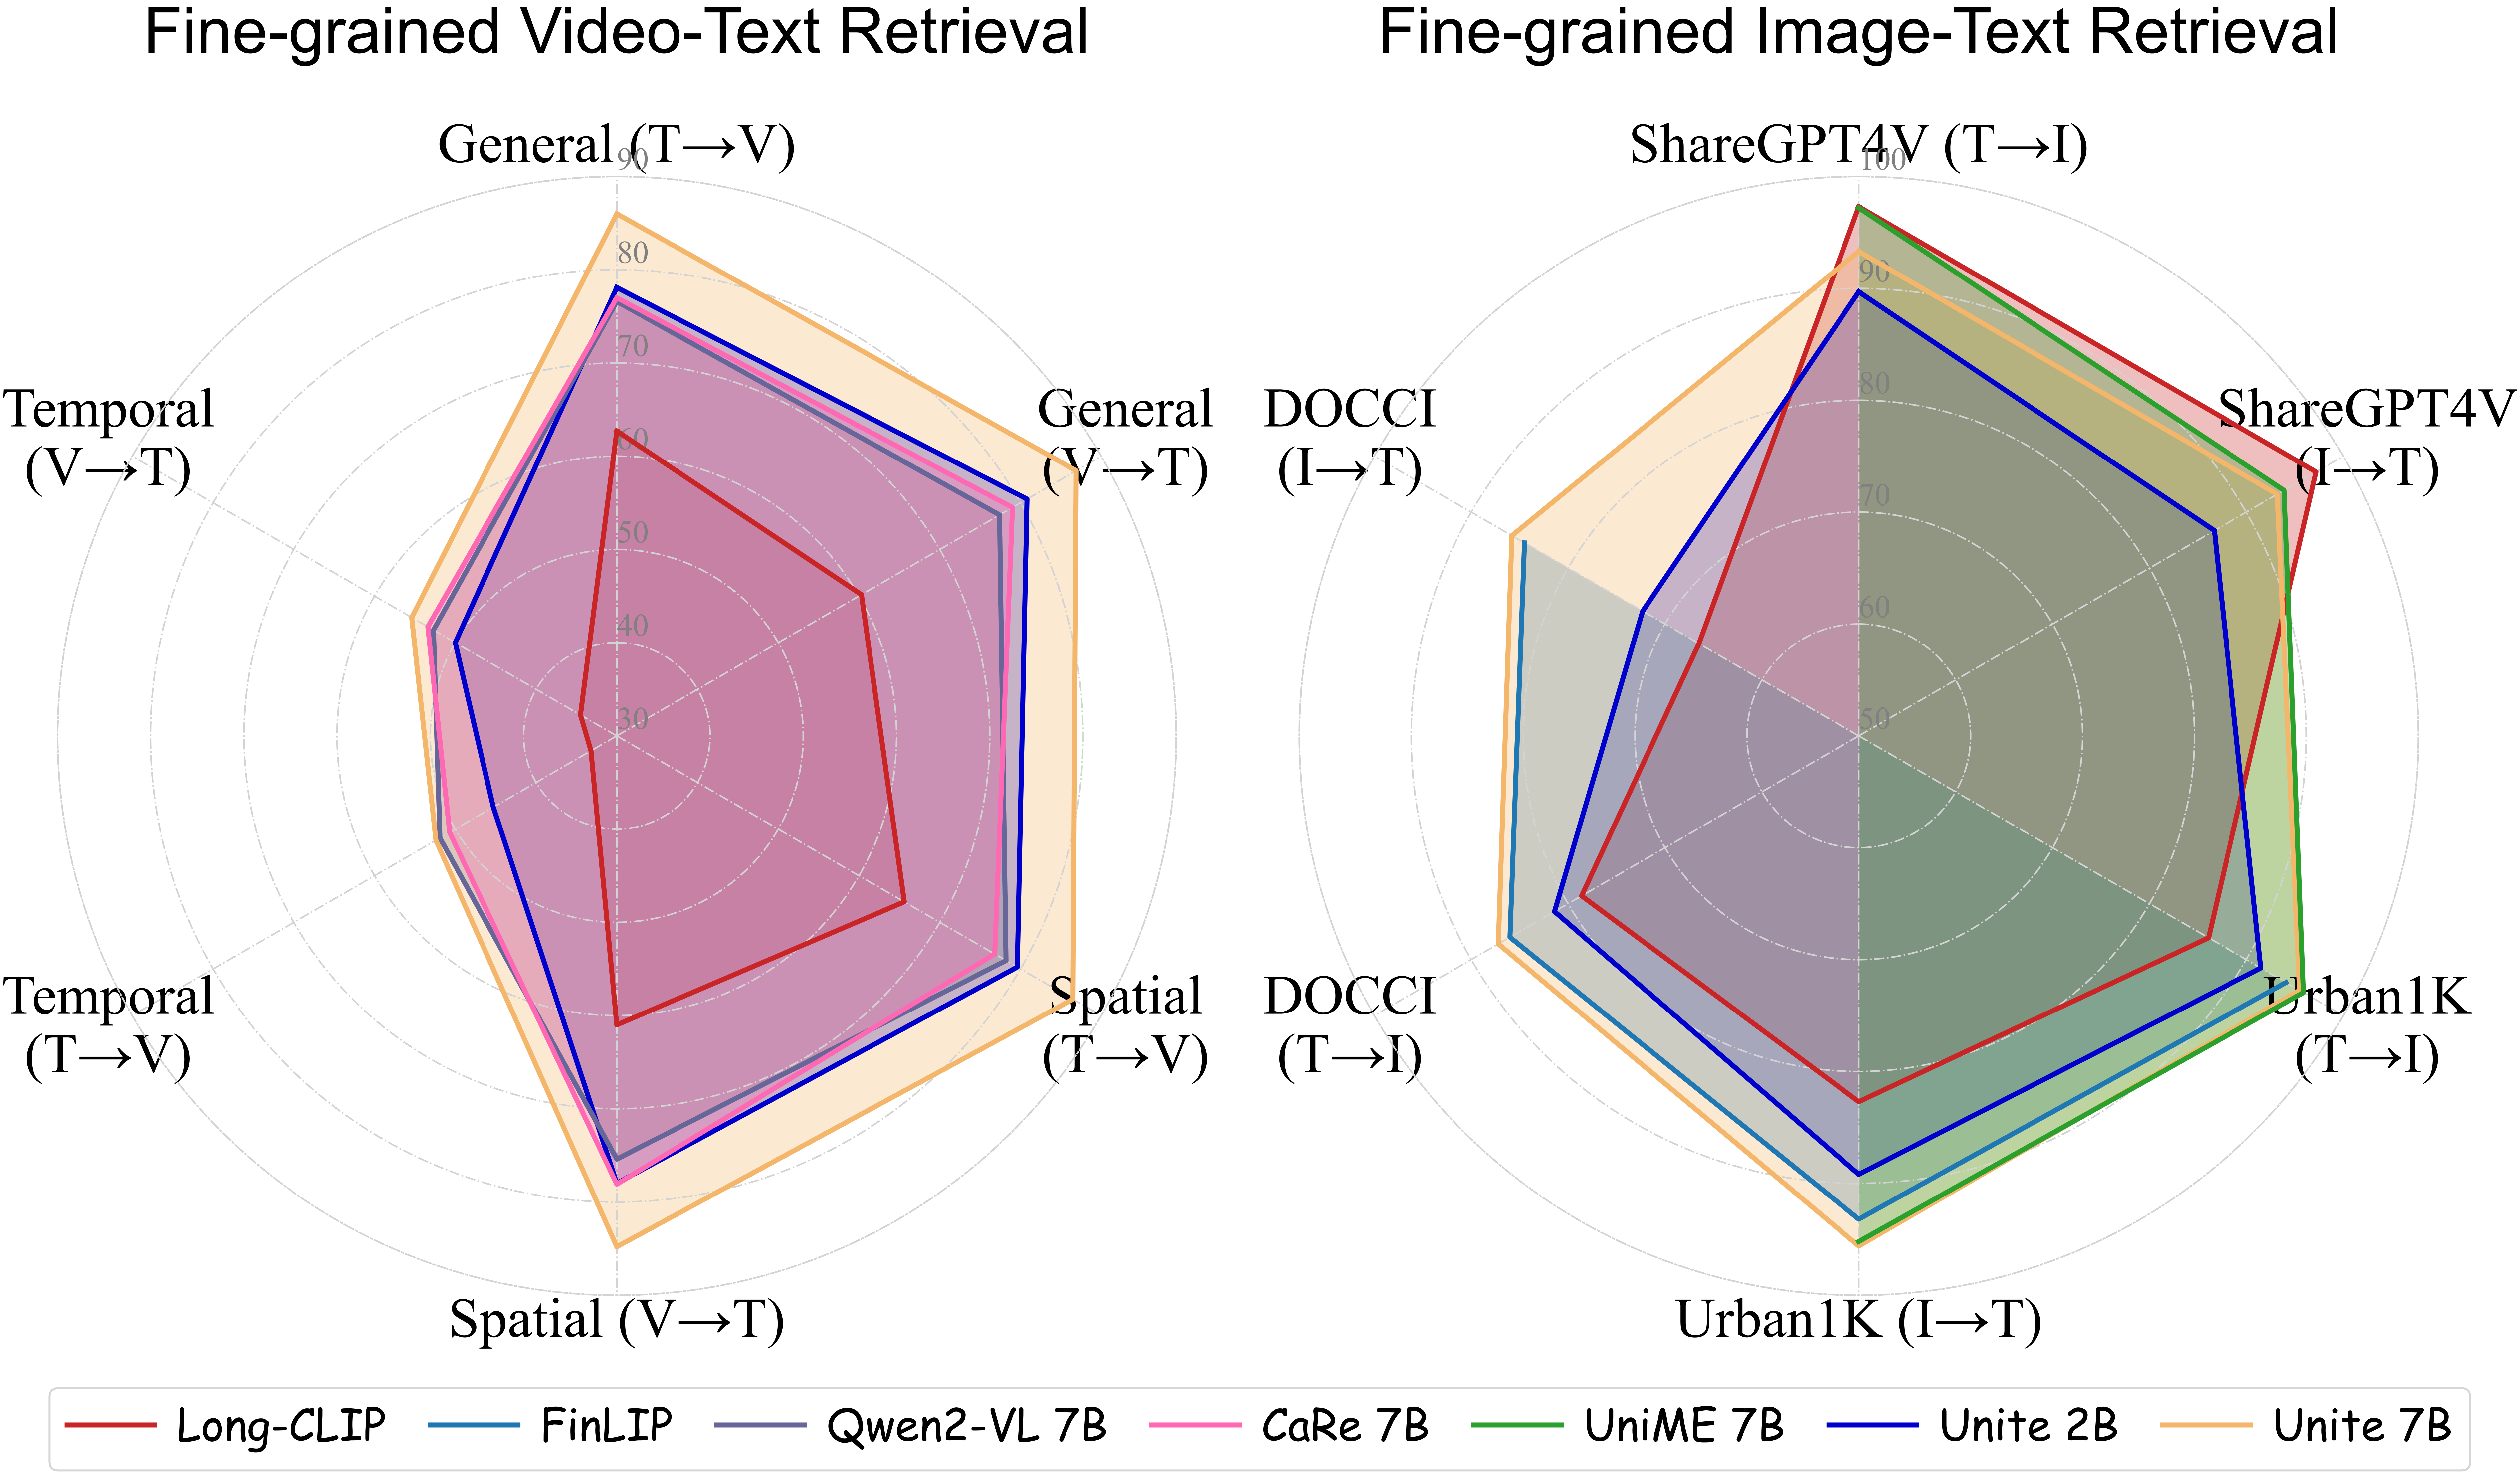 Fine-grained Video-Text Retrieval
General (T→V)
90
80
70
60
50
40
30
General
(V→T)
Spatial
(T→V)
Spatial (V→T)
Temporal
(T→V)
Temporal
(V→T)
Fine-grained Image-Text Retrieval
ShareGPT4V (T→I)
100
90
80
70
60
50
ShareGPT4V
(I→T)
Urban1K
(T→I)
Urban1K (I→T)
DOCCI
(T→I)
DOCCI
(I→T)
Long-CLIP FinLIP Qwen2-VL 7B CaRe 7B UniME 7B Unite 2B Unite 7B